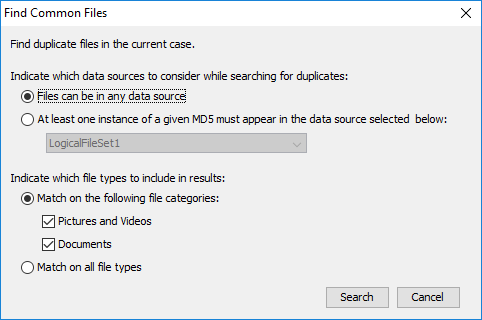 Find Common Files
Find duplicate files in the current case.
Indicate which data sources to consider while searching for duplicates:
Files can be in any data source
At least one instance of a given MD5 must appear in the data source selected below:
LogicalFileSet1
Indicate which file types to include in results:
Match on the following file categories:
Pictures and Videos
Documents
Match on all file types
Search Cancel